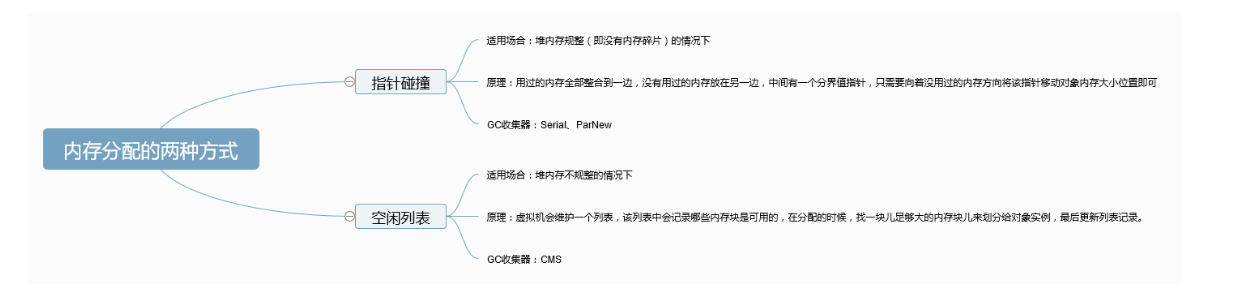 内存分配的两种方式
指针碰撞
适用场合：堆内存规整（即没有内存碎片）的情况下
原理：用过的内存全部整合到一边，没有用过的内存放在另一边，中间有一个分界值指针，只需要向着没用过的内存方向将该指针移动对象内存大小位置即可
GC收集器：Serial、ParNew
空闲列表
适用场合：堆内存不规整的情况下
原理：虚拟机会维护一个列表，该列表中会记录哪些内存块是可用的，在分配的时候，找一块儿足够大的内存块儿来划分给对象实例，最后更新列表记录。
GC收集器：CMS